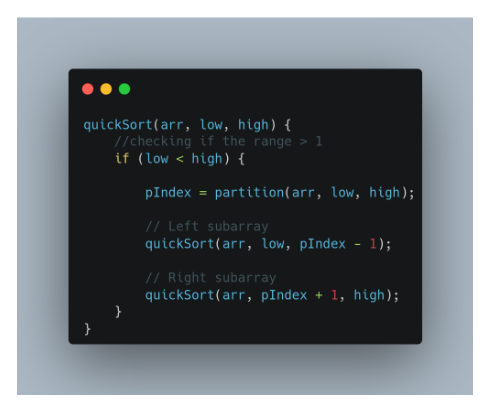 quickSort(arr, low, high) {
//checking if the range > 1
if (low < high) {
pIndex = partition(arr, low, high);
// Left subarray
quickSort(arr, low, pIndex - 1);
// Right subarray
quickSort(arr, pIndex + 1, high);
}
}